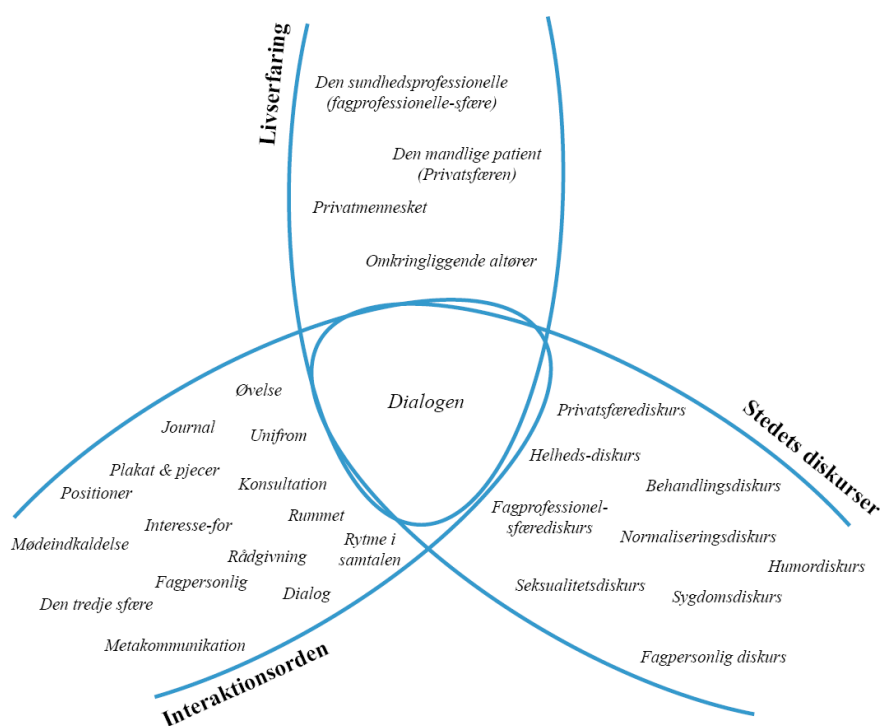 Livserfaring
Den sundhedsprofessionelle
(fagprofessionelle-sfære)
Den mandlige patient
(Privatsfæren)
Privatmennesket
Omkringliggende altører
Dialogen
Øvelse
Journal
Unifrom
Plakat & pjecer
Positioner
Konsultation
Interesse-for
Rummet
Mødeindkaldelse
Rytme i
samtalen
Rådgivning
Fagpersonlig
Dialog
Den tredje sfære
Metakommunikation
Interaktionsorden
Stedets diskurser
Privatsfærediskurs
Helheds-diskurs
Behandlingsdiskurs
Fagprofessionel-
sfærediskurs
Normaliseringsdiskurs
Humordiskurs
Seksualitetsdiskurs
Sygdomsdiskurs
Fagpersonlig diskurs